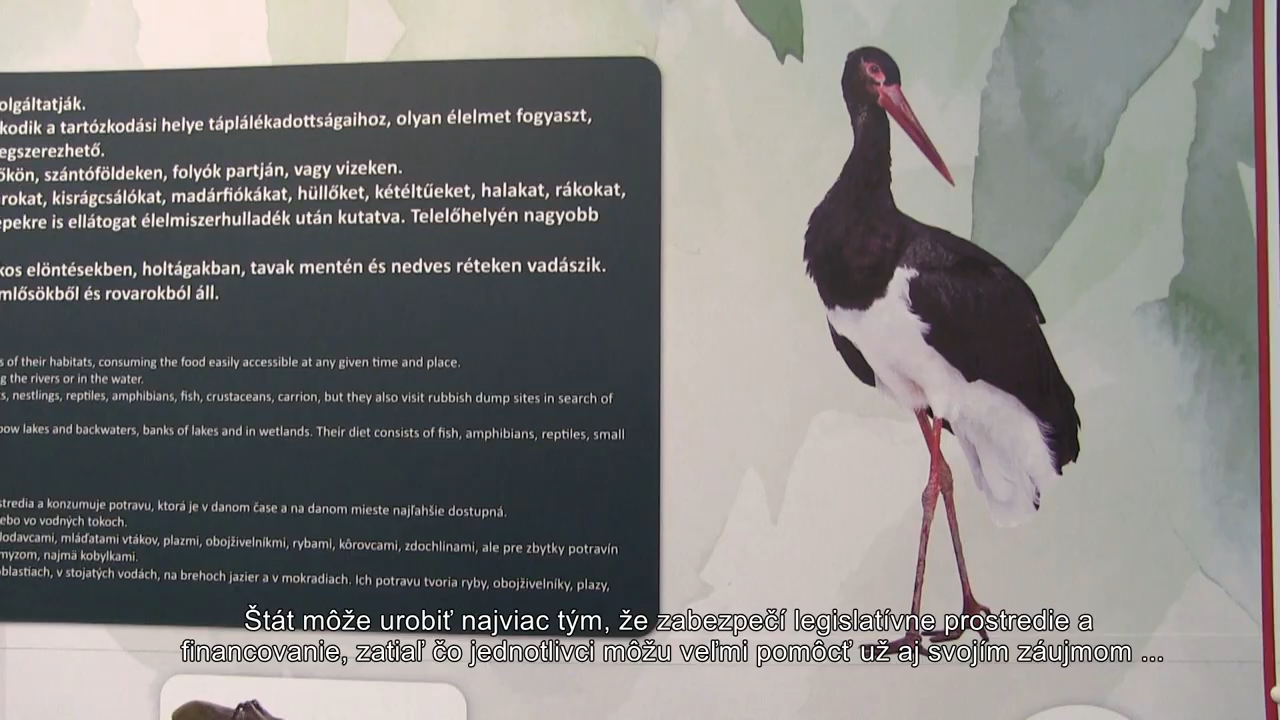 olgáltatják.
kodik a tartózkodási helye táplálékadottságaihoz, olyan élelmet fogyaszt,
egszerezhető.
őkön, szántóföldeken, folyók partján, vagy vizeken.
rokat, kisrágcsálókat, madárfiókákat, hüllőket, kétéltűeket, halakat, rákokat,
epekre is ellátogat élelmiszerhulladék után kutatva. Telelőhelyén nagyobb
kos elöntésekben, holtágakban, tavak mentén és nedves réteken vadászik.
mlősökből és rovarokból áll.
s of their habitats, consuming the food easily accessible at any given time and place.
g the rivers or in the water.
s, nestlings, reptiles, amphibians, fish, crustaceans, carrion, but they also visit rubbish dump sites in search of
bow lakes and backwaters, banks of lakes and in wetlands. Their diet consists of fish, amphibians, reptiles, small
stredia a konzumuje potravu, ktorá je v danom čase a na danom mieste najľahšie dostupná.
ebo vo vodných tokoch.
lodavcami, mláďatami vtákov, plazmi, obojživelníkmi, rybami, kôrovcami, zdochlinami, ale pre zbytky potravín
myzom, najmä kobylkami.
blastiach, v stojatých vodách, na brehoch jazier a v mokradiach. Ich potravu tvoria ryby, obojživelníky, plazy,
Štát môže urobiť najviac tým, že zabezpečí legislatívne prostredie a
financovanie, zatiaľ čo jednotlivci môžu veľmi pomôcť už aj svojím záujmom ...